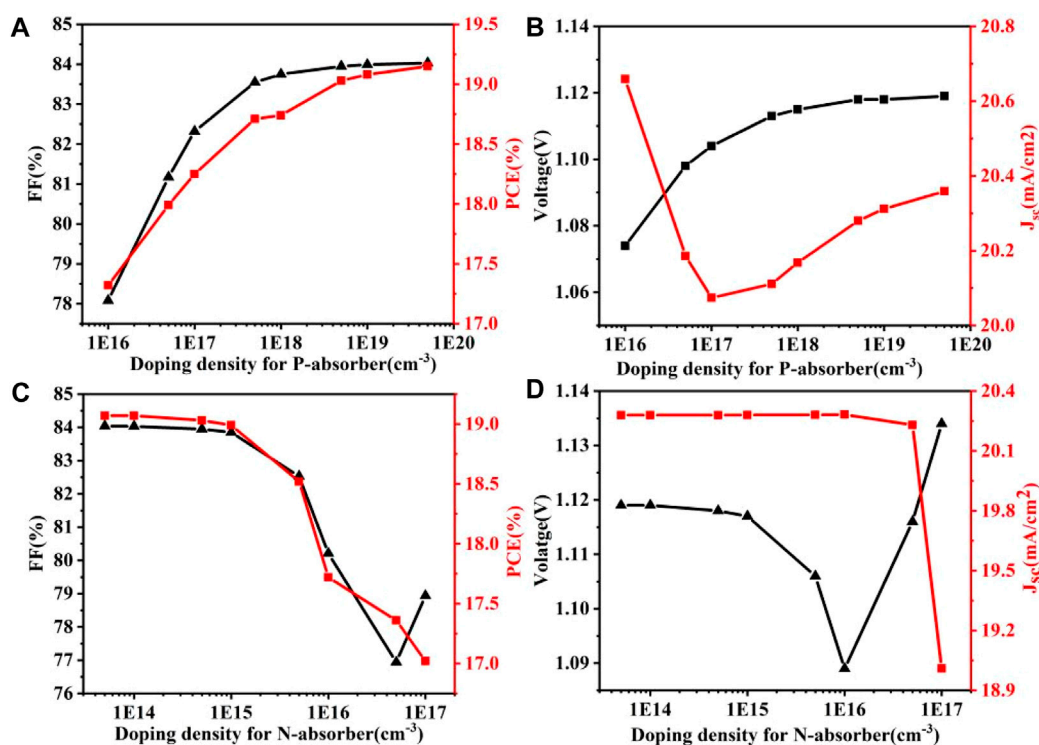 A
85
84
83
82
81
80
79
78
FF(%)
19.5
19.0
18.5
18.0
17.5
17.0
PCE(%)
1E16 1E17 1E18 1E19 1E20
Doping density for P-absorber(cm-3)
B
1.14
1.12
1.10
1.08
1.06
Voltage(V)
20.8
20.6
20.4
20.2
20.0
Jsc(mA/cm2)
1E16 1E17 1E18 1E19 1E20
Doping density for P-absorber(cm-3)
C
85
84
83
82
81
80
79
78
77
76
FF(%)
19.0
18.5
18.0
17.5
17.0
PCE(%)
1E14 1E15 1E16 1E17
Doping density for N-absorber(cm-3)
D
1.14
1.13
1.12
1.11
1.10
1.09
Volatge(V)
20.4
20.1
19.8
19.5
19.2
18.9
Jsc(mA/cm2)
1E14 1E15 1E16 1E17
Doping density for N-absorber(cm-3)